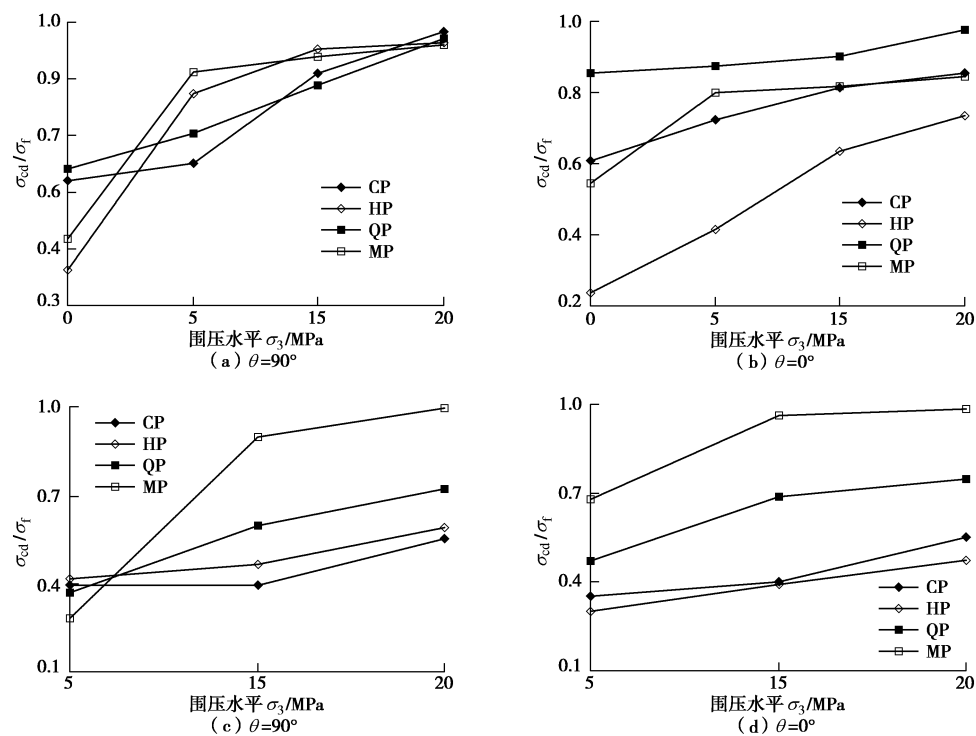 1.0
0.9
0.7
0.6
0.4
0.3
σcd/σf
CP
HP
QP
MP
0 5 15 20
围压水平 σ3/MPa
(a) θ=90°
1.0
0.8
0.6
0.4
0.2
σcd/σf
CP
HP
QP
MP
0 5 15 20
围压水平 σ3/MPa
(b) θ=0°
1.0
0.7
0.4
0.1
σcd/σf
CP
HP
QP
MP
5 15 20
围压水平 σ3/MPa
(c) θ=90°
1.0
0.7
0.4
0.1
σcd/σf
CP
HP
QP
MP
5 15 20
围压水平 σ3/MPa
(d) θ=0°